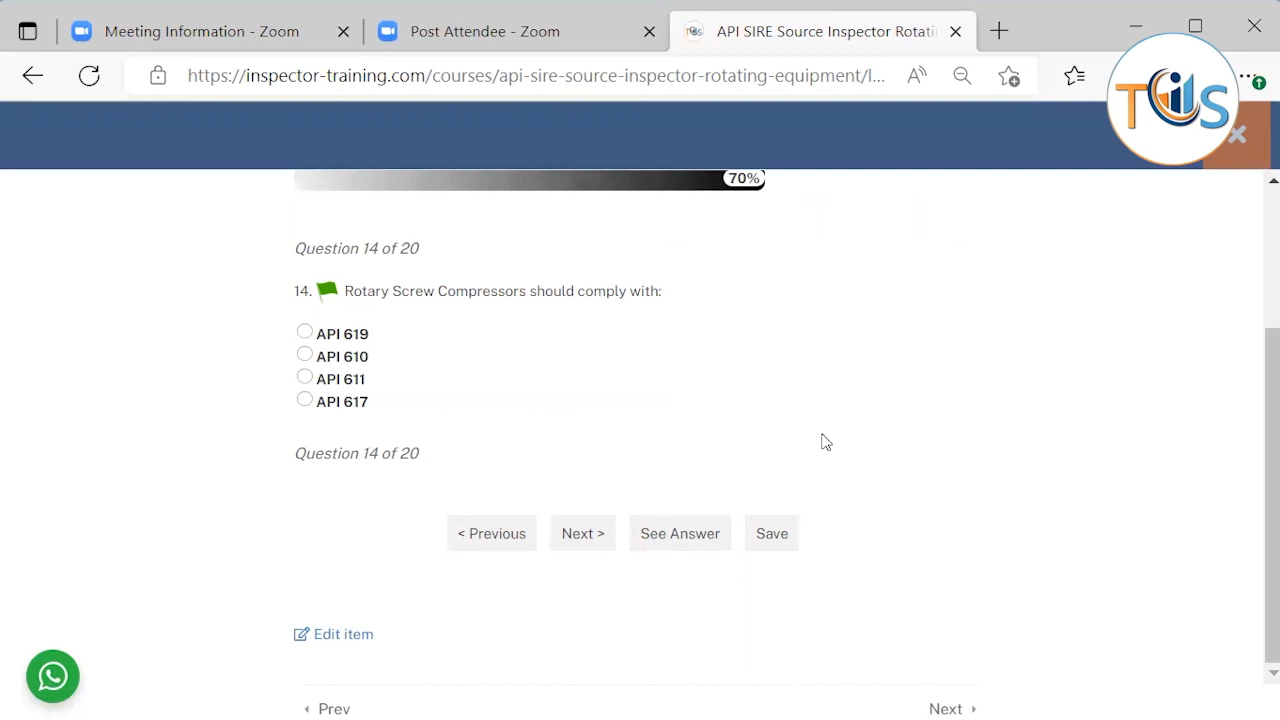 Meeting Information - Zoom
Post Attendee - Zoom
API SIRE Source Inspector Rotati
https://inspector-training.com/courses/api-sire-source-inspector-rotating-equipment/l...
TIS
70%
Question 14 of 20
14. Rotary Screw Compressors should comply with:
API 619
API 610
API 611
API 617
Question 14 of 20
< Previous Next > See Answer Save
Edit item
Prev Next